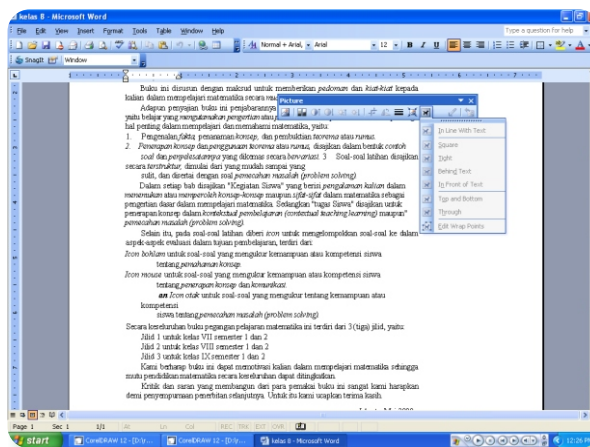 d kelas 8 - Microsoft Word
File Edit View Insert Format Tools Table Window Help
Type a question for help
Normal + Arial, Arial 12 B I U
SnagIt Window
Buku ini disusun dengan maksud untuk memberikan pedoman dan kiat-kiat kepada
kalian dalam mempelajari matematika secara
Adapun penyajian buku ini penjabarannya
yaitu belajar yang mengutamakan pengertian atau
hal penting dalam mempelajari dan memahami matematika, yaitu:
1. Pengenalan fakta, penanaman konsep, dan pembuktian teorema atau rumus.
2. Penerapan konsep dan penggunaan teorema atau rumus, disajikan dalam bentuk contoh
soal dan penyelesaiannya yang dikemas secara bervariasi. 3 Soal-soal latihan disajikan
secara terstruktur, dimulai dari yang mudah sampai yang
sulit, dan disertai dengan soal pemecahan masalah (problem solving)
Dalam setiap bab disajikan "Kegiatan Siswa" yang berisi pengalaman kalian dalam
menemukan atau memperoleh konsep-konsep maupun sifat-sifat dalam matematika sebagai
pengertian dasar dalam mempelajari matematika. Sedangkan "tugas Siswa" disajikan untuk
penerapan konsep dalam kontekstual pembelajaran (contextual teaching learning) maupun"
pemecahan masalah (problem solving).
Selain itu, pada soal-soal latihan diberi icon untuk mengelompokkan soal-soal ke dalam
aspek-aspek evaluasi dalam tujuan pembelajaran, terdiri dari:
Icon bohlam untuk soal-soal yang mengukur kemampuan atau kompetensi siswa
tentang pemahaman konsep.
Icon mouse untuk soal-soal yang mengukur kemampuan atau kompetensi siswa
tentang penerapan konsep dan komunikasi.
an Icon otak untuk soal-soal yang mengukur tentang kemampuan atau
kompetensi
siswa tentang pemecahan masalah (problem solving).
Secara keseluruhan buku pegangan pelajaran matematika ini terdiri dari 3 (tiga) jilid, yaitu:
Jilid 1 untuk kelas VII semester 1 dan 2
Jilid 2 untuk kelas VIII semester 1 dan 2
Jilid 3 untuk kelas IX semester 1 dan 2
Kami berharap buku ini dapat memotivasi kalian dalam mempelajari matematika sehingga
mutu pendidikan matematika secara keseluruhan dapat ditingkatkan.
Kritik dan saran yang membangun dari para pemakai buku ini sangat kami harapkan
demi penyempurnaan penerbitan selanjutnya. Untuk itu kami ucapkan terima kasih.
Picture
In Line With Text
Square
Tight
Behind Text
In Front of Text
Top and Bottom
Through
Edit Wrap Points
Page 1 Sec 1 1/1 At Ln Col REC TRK EXT OVR
start CorelDRAW 12 - [D:\r... CorelDRAW 12 - [D:\r... kelas 8 - Microsoft Word 12:26 PM